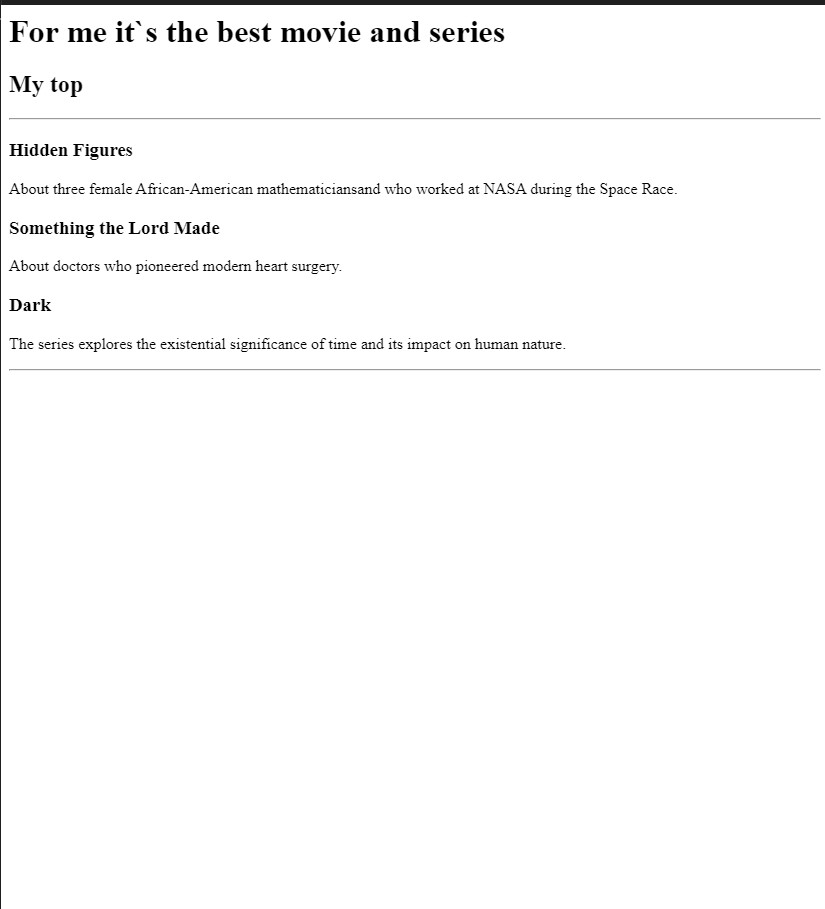 For me it`s the best movie and series
My top
Hidden Figures
About three female African-American mathematiciansand who worked at NASA during the Space Race.
Something the Lord Made
About doctors who pioneered modern heart surgery.
Dark
The series explores the existential significance of time and its impact on human nature.